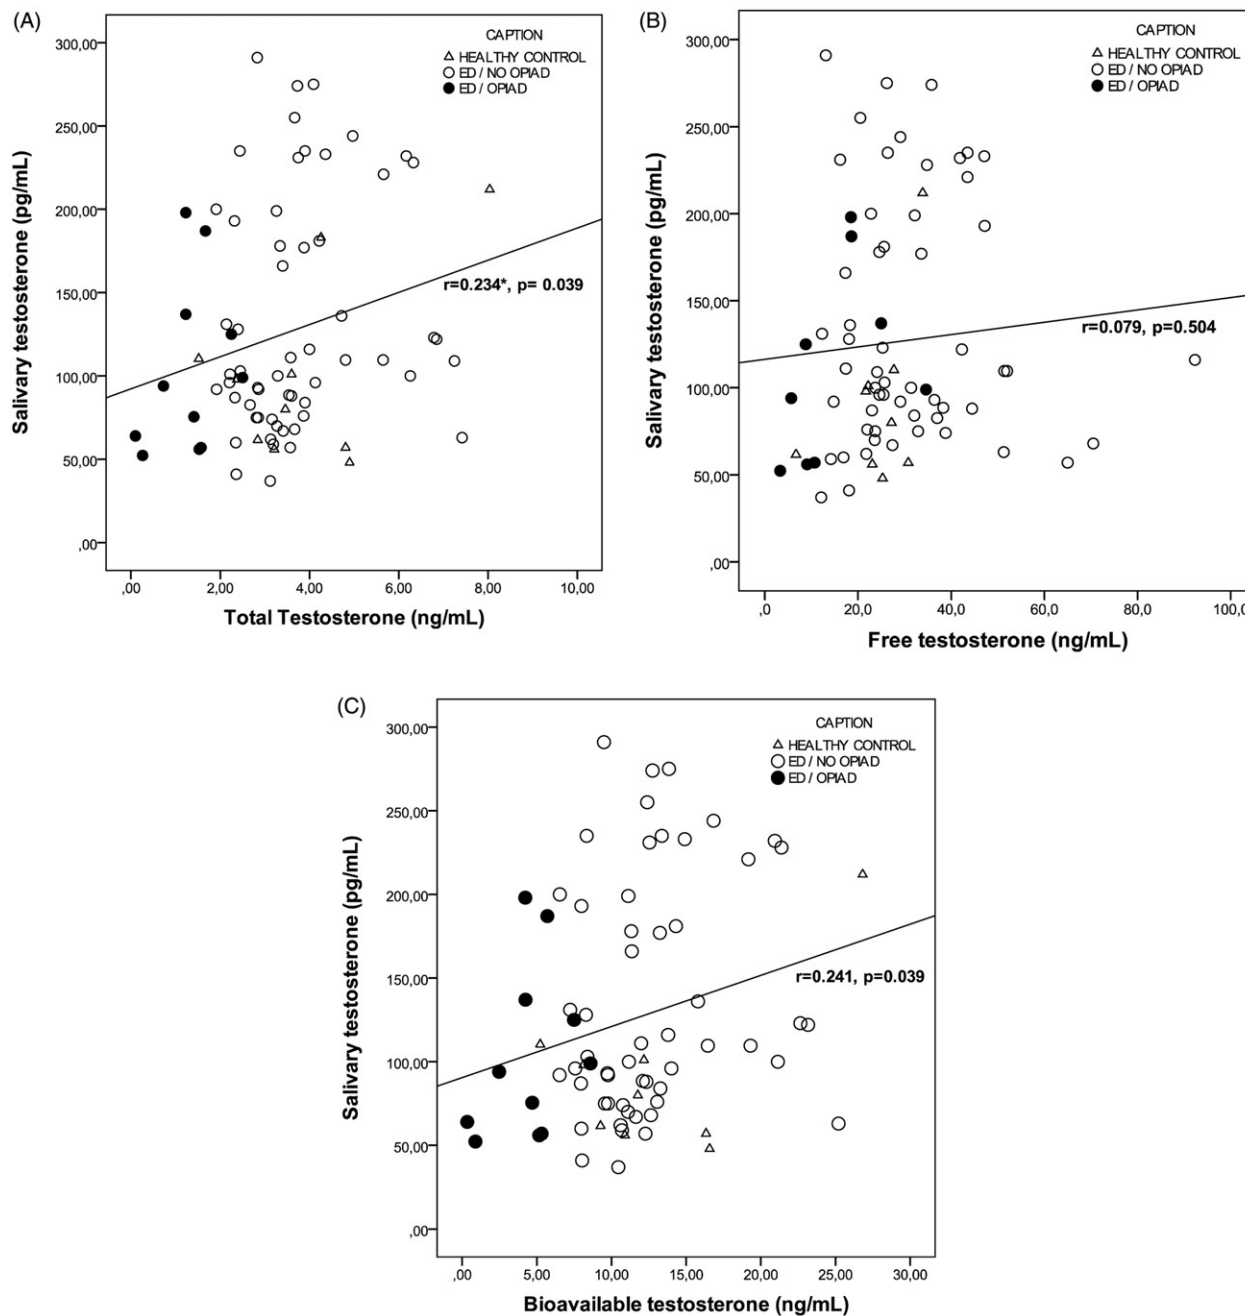 (A)
CAPTION
HEALTHY CONTROL
ED / NO OPIAD
ED / OPIAD
300,00
250,00
200,00
150,00
100,00
50,00
,00
Salivary testosterone (pg/mL)
r=0.234*, p= 0.039
,00 2,00 4,00 6,00 8,00 10,00
Total Testosterone (ng/mL)
(B)
CAPTION
HEALTHY CONTROL
ED / NO OPIAD
ED / OPIAD
300,00
250,00
200,00
150,00
100,00
50,00
,00
Salivary testosterone (pg/mL)
r=0.079, p=0.504
,0 20,0 40,0 60,0 80,0 100,0
Free testosterone (ng/mL)
(C)
CAPTION
HEALTHY CONTROL
ED / NO OPIAD
ED / OPIAD
300,00
250,00
200,00
150,00
100,00
50,00
,00
Salivary testosterone (pg/mL)
r=0.241, p=0.039
,00 5,00 10,00 15,00 20,00 25,00 30,00
Bioavailable testosterone (ng/mL)